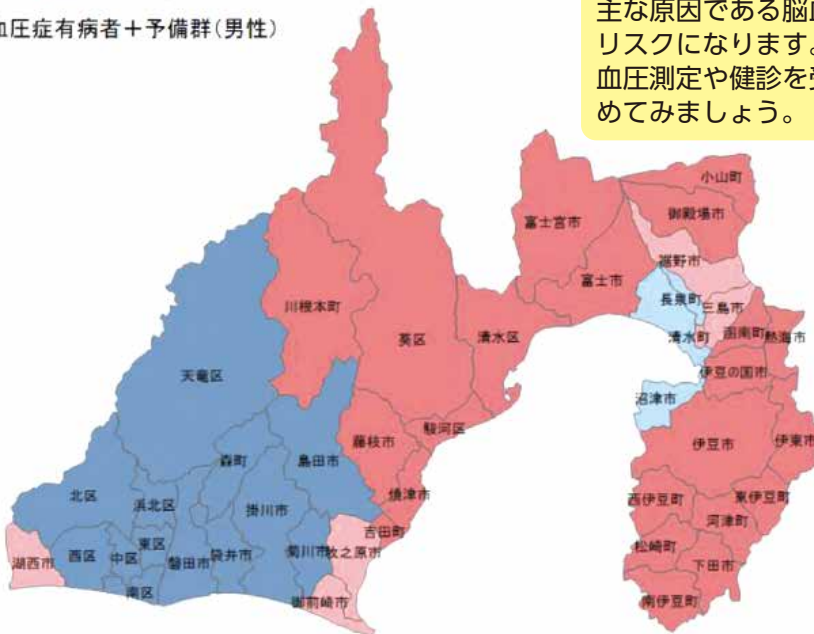 血圧症有病者＋予備群(男性)
主な原因である脳血
リスクになります。
血圧測定や健診を受
めてみましょう。
小山町
御殿場市
富士宮市
裾野市
富士市
長泉町
三島市
川根本町
葵区
清水区
清水町
函南町
熱海市
伊豆の国市
天竜区
沼津市
駿河区
藤枝市
伊豆市
伊東市
森町
島田市
焼津市
北区
浜北区
掛川市
西伊豆町
東伊豆町
河津町
吉田町
湖西市
西区
中区
東区
磐田市
袋井市
菊川市
牧之原市
松崎町
下田市
南区
御前崎市
南伊豆町